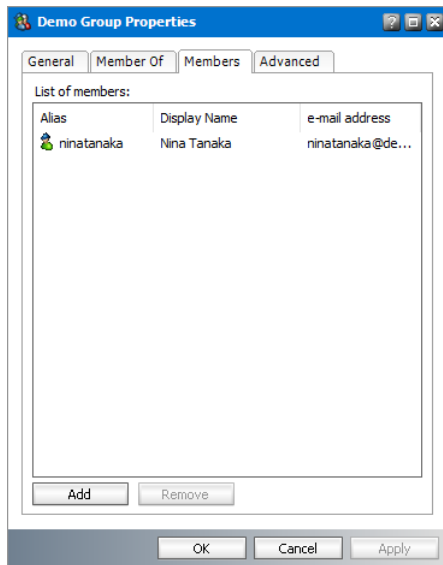 Demo Group Properties
General Member Of Members Advanced
List of members:
Alias Display Name e-mail address
ninatanaka Nina Tanaka ninatanaka@de...
Add Remove
OK Cancel Apply